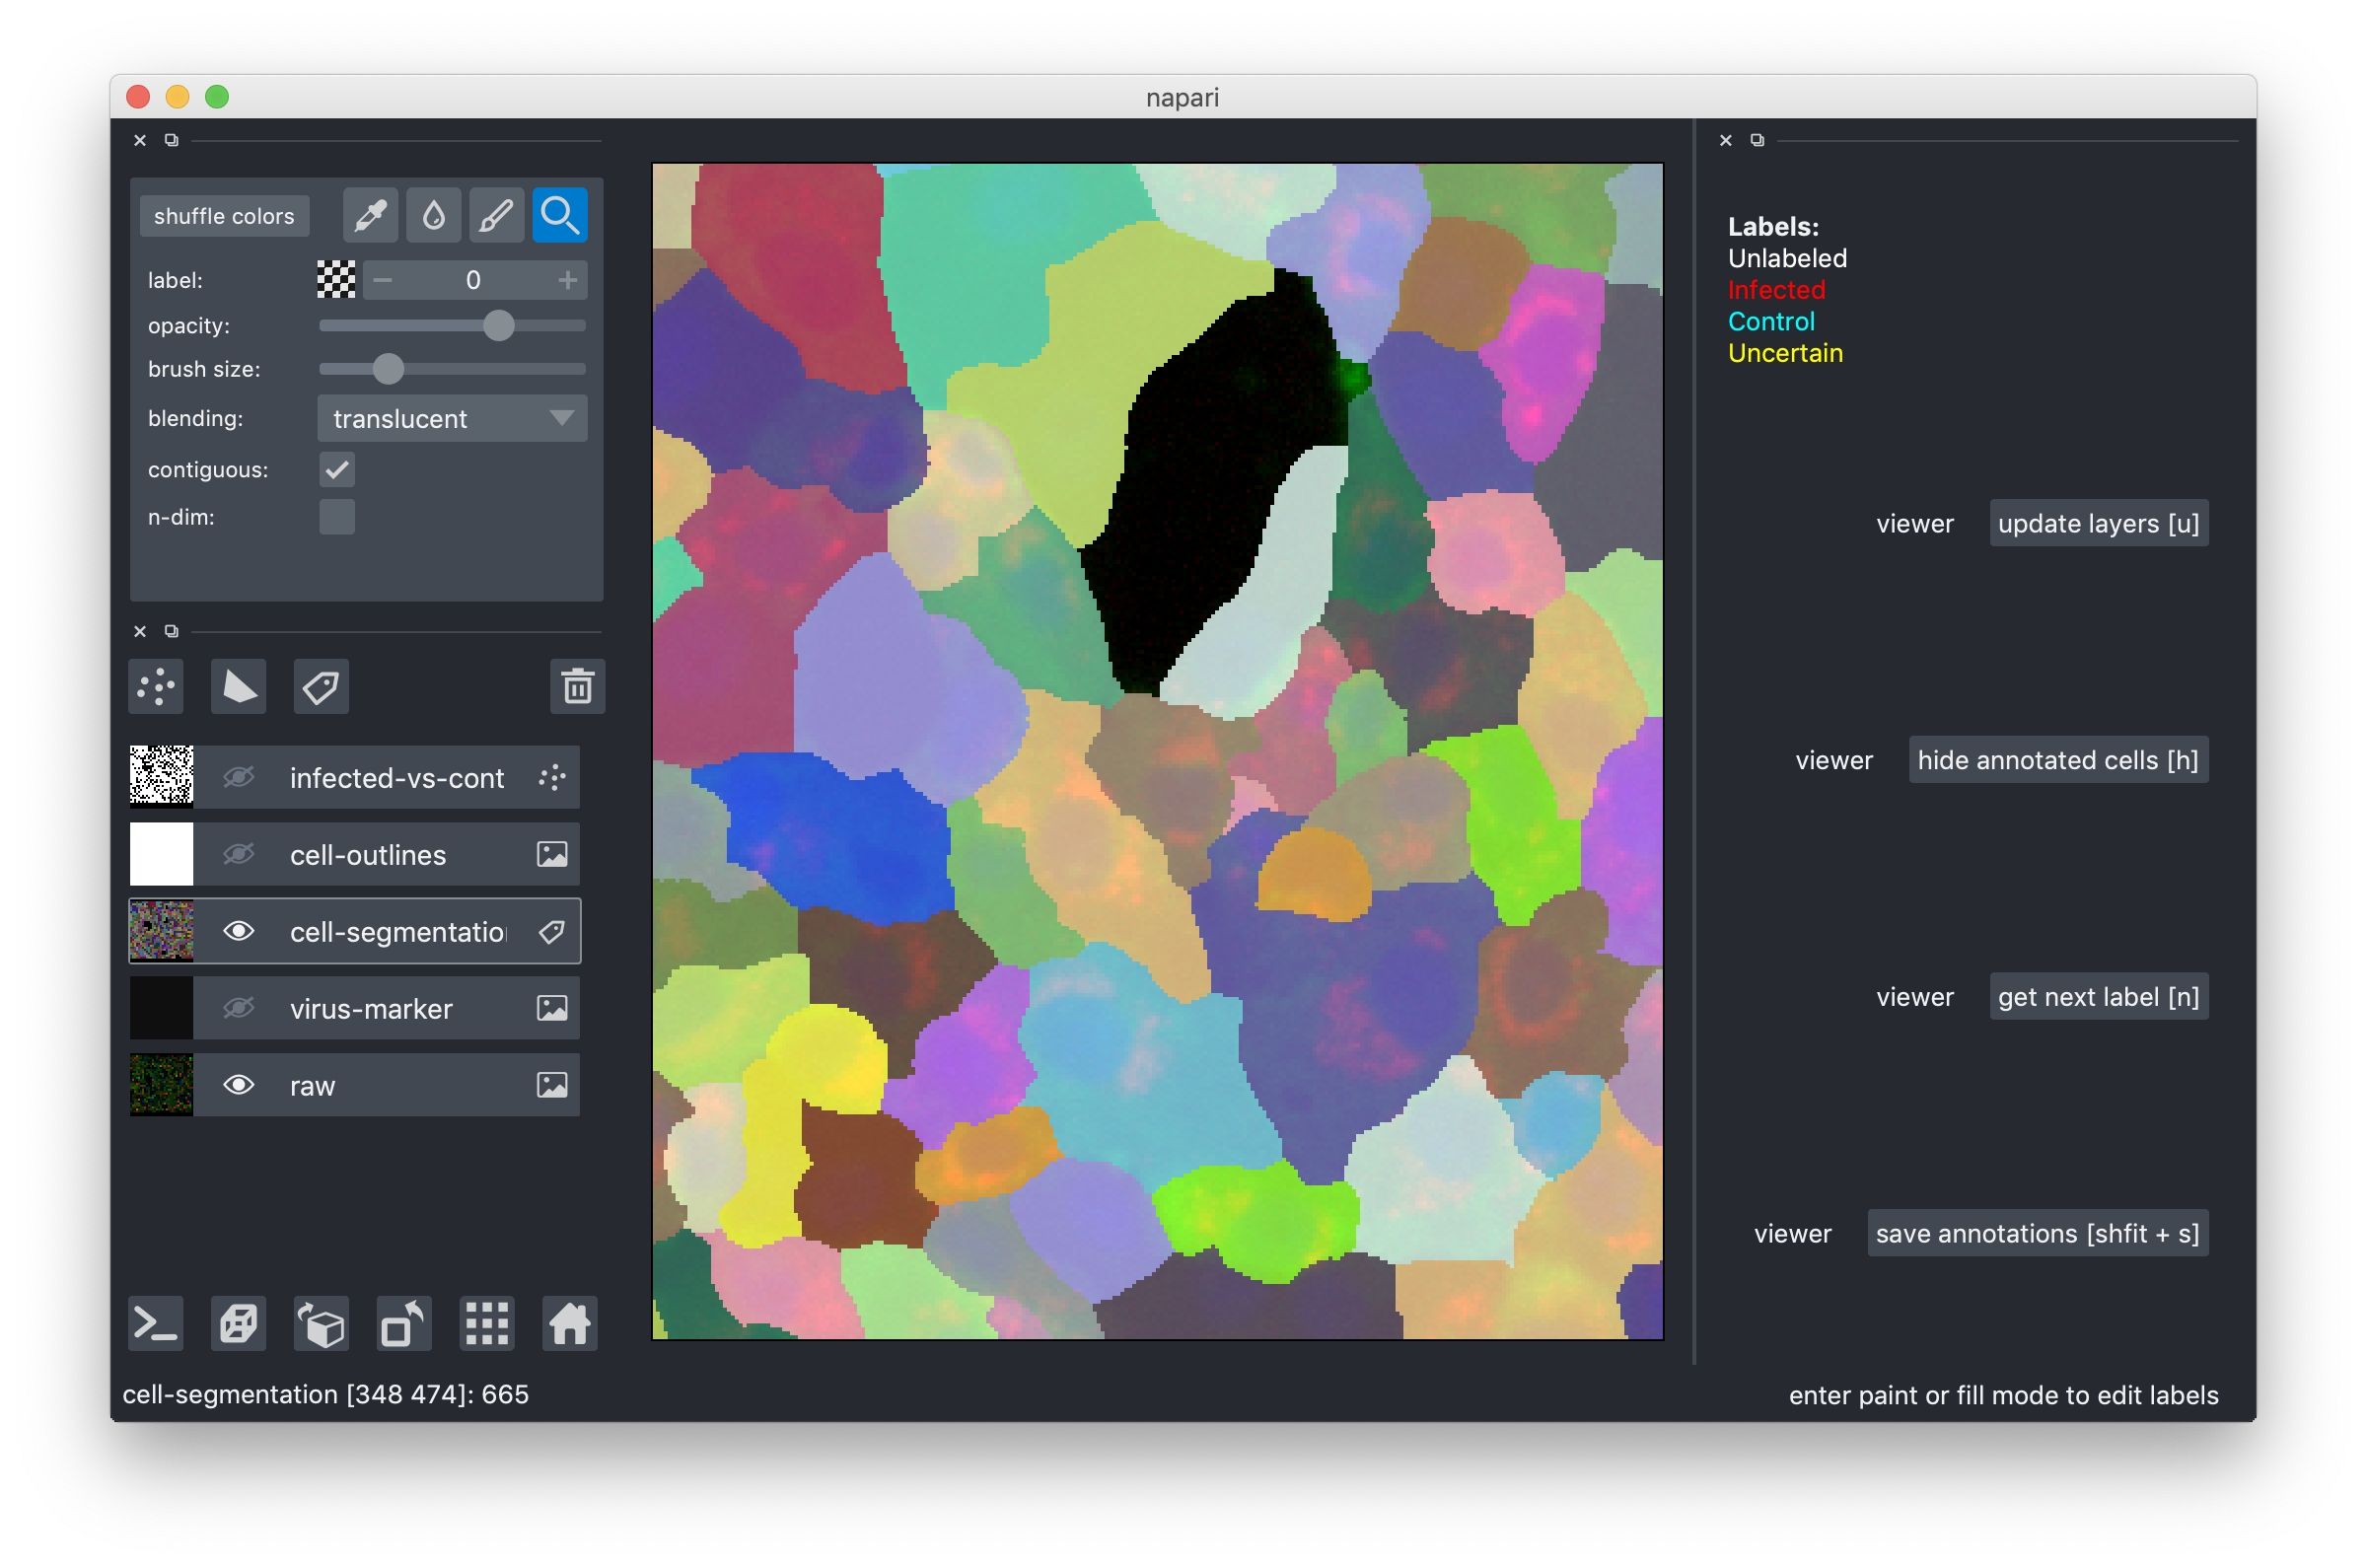 napari
shuffle colors
label: 0
opacity:
brush size:
blending: translucent
contiguous:
n-dim:
infected-vs-cont
cell-outlines
cell-segmentatio
virus-marker
raw
cell-segmentation [348 474]: 665
Labels:
Unlabeled
Infected
Control
Uncertain
viewer update layers [u]
viewer hide annotated cells [h]
viewer get next label [n]
viewer save annotations [shfit + s]
enter paint or fill mode to edit labels